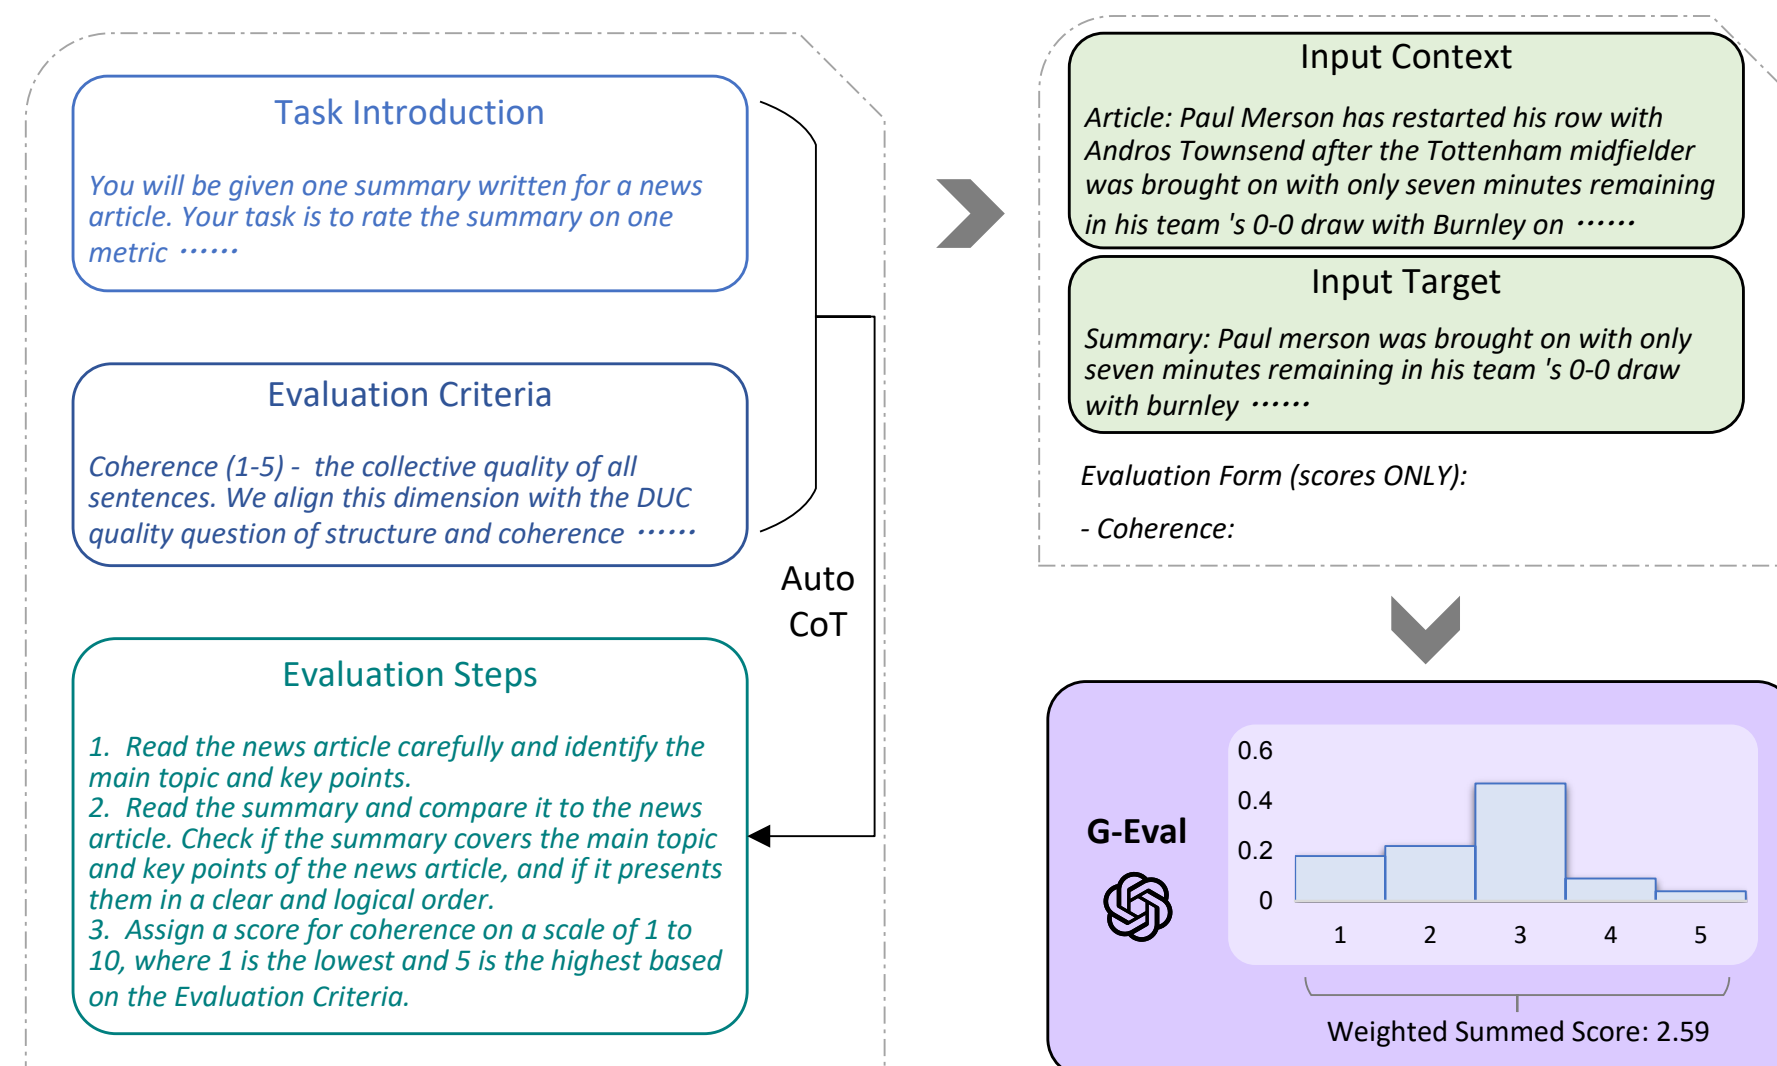 Task Introduction
You will be given one summary written for a news
article. Your task is to rate the summary on one
metric ······
Evaluation Criteria
Coherence (1-5) - the collective quality of all
sentences. We align this dimension with the DUC
quality question of structure and coherence ······
Auto
CoT
Evaluation Steps
1. Read the news article carefully and identify the
main topic and key points.
2. Read the summary and compare it to the news
article. Check if the summary covers the main topic
and key points of the news article, and if it presents
them in a clear and logical order.
3. Assign a score for coherence on a scale of 1 to
10, where 1 is the lowest and 5 is the highest based
on the Evaluation Criteria.
Input Context
Article: Paul Merson has restarted his row with
Andros Townsend after the Tottenham midfielder
was brought on with only seven minutes remaining
in his team 's 0-0 draw with Burnley on ······
Input Target
Summary: Paul merson was brought on with only
seven minutes remaining in his team 's 0-0 draw
with burnley ······
Evaluation Form (scores ONLY):
- Coherence:
G-Eval
0.6
0.4
0.2
0
1 2 3 4 5
Weighted Summed Score: 2.59